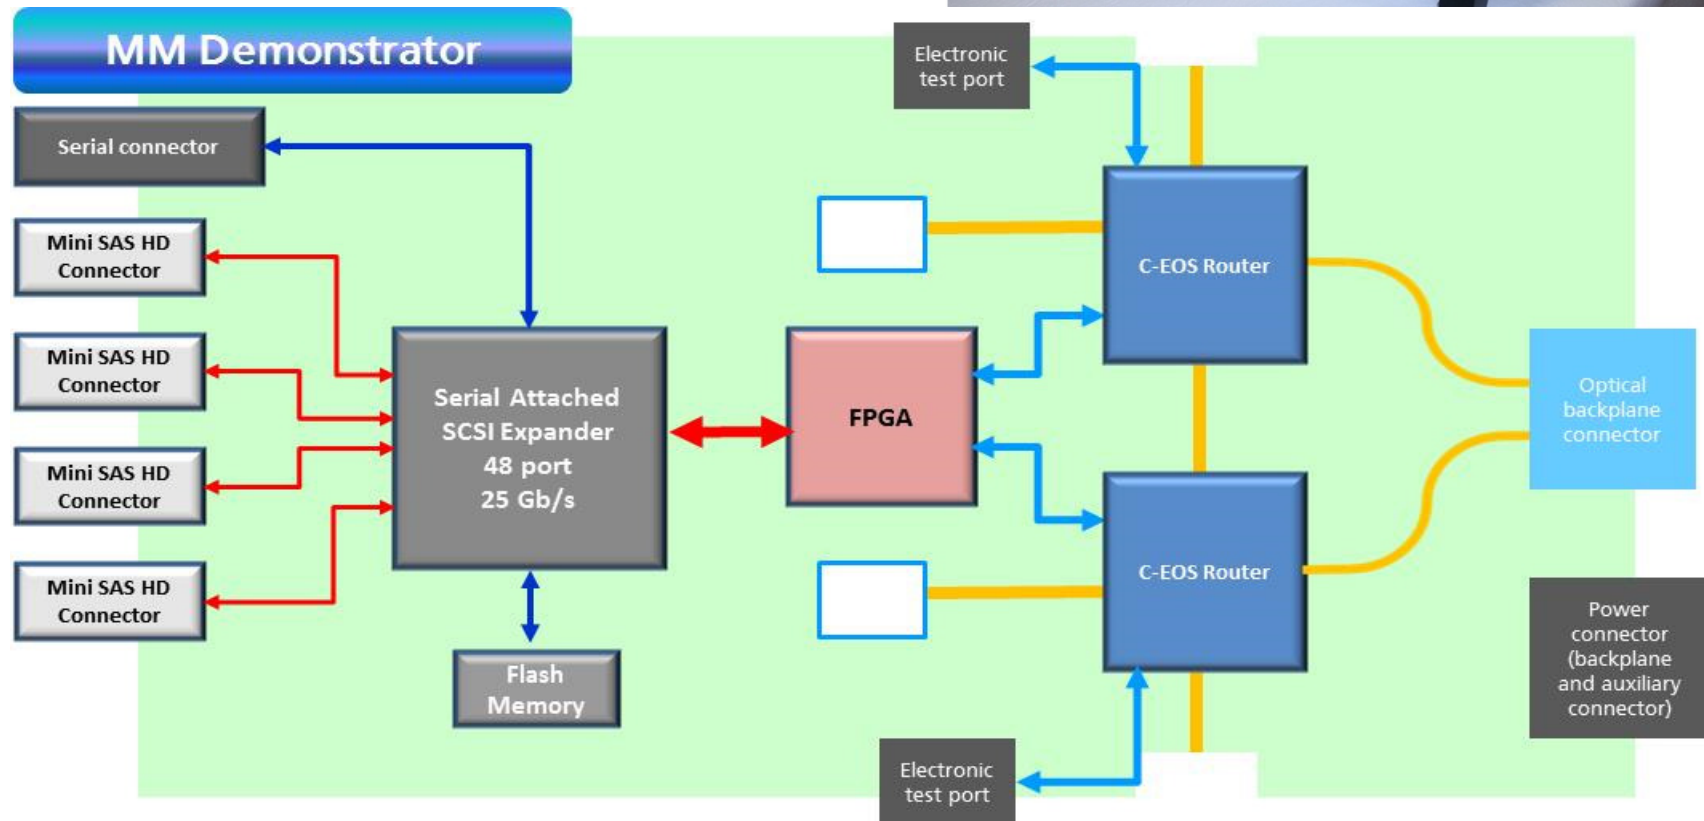 MM Demonstrator
Electronic
test port
Serial connector
Mini SAS HD
Connector
C-EOS Router
Mini SAS HD
Connector
Serial Attached
SCSI Expander
48 port
25 Gb/s
FPGA
Optical
backplane
connector
Mini SAS HD
Connector
Mini SAS HD
Connector
C-EOS Router
Power
connector
(backplane
and auxiliary
connector)
Flash
Memory
Electronic
test port